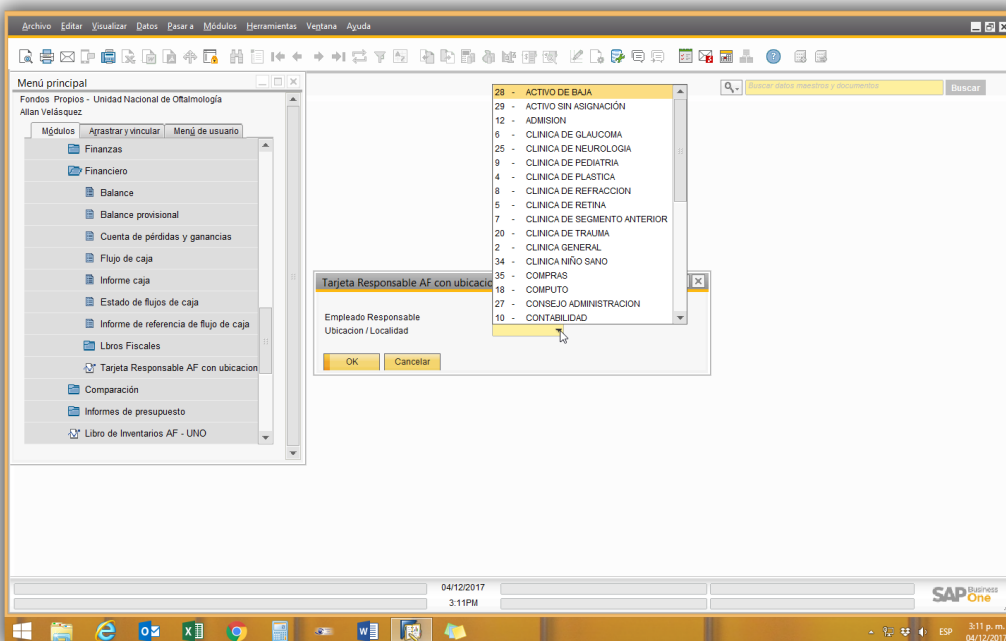 Archivo Editar Visualizar Datos Pasar a Módulos Herramientas Ventana Ayuda
Menú principal
Fondos Propios - Unidad Nacional de Oftalmología
Allan Velásquez
Módulos Arrastrar y vincular Menú de usuario
Finanzas
Financiero
Balance
Balance provisional
Cuenta de pérdidas y ganancias
Flujo de caja
Informe caja
Estado de flujos de caja
Informe de referencia de flujo de caja
Lbros Fiscales
Tarjeta Responsable AF con ubicacion
Comparación
Informes de presupuesto
Libro de Inventarios AF - UNO
Buscar datos maestros y documentos Buscar
28 - ACTIVO DE BAJA
29 - ACTIVO SIN ASIGNACIÓN
12 - ADMISION
6 - CLINICA DE GLAUCOMA
25 - CLINICA DE NEUROLOGIA
9 - CLINICA DE PEDIATRIA
4 - CLINICA DE PLASTICA
8 - CLINICA DE REFRACCION
5 - CLINICA DE RETINA
7 - CLINICA DE SEGMENTO ANTERIOR
20 - CLINICA DE TRAUMA
2 - CLINICA GENERAL
34 - CLINICA NIÑO SANO
35 - COMPRAS
18 - COMPUTO
27 - CONSEJO ADMINISTRACION
10 - CONTABILIDAD
Tarjeta Responsable AF con ubicacio
Empleado Responsable
Ubicacion / Localidad
OK Cancelar
04/12/2017
3:11PM
SAP Business One
ESP
3:11 p. m.
04/12/2017